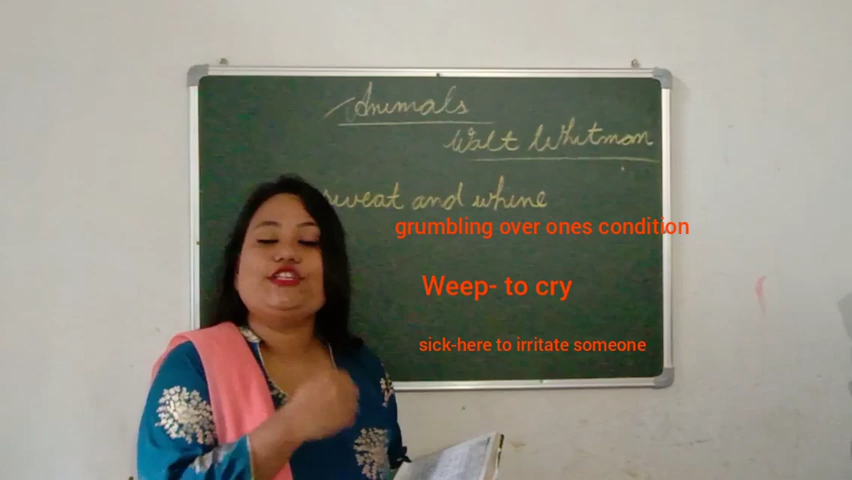 Animals
Walt Whitman
sweat and whine
grumbling over ones condition
Weep- to cry
sick-here to irritate someone